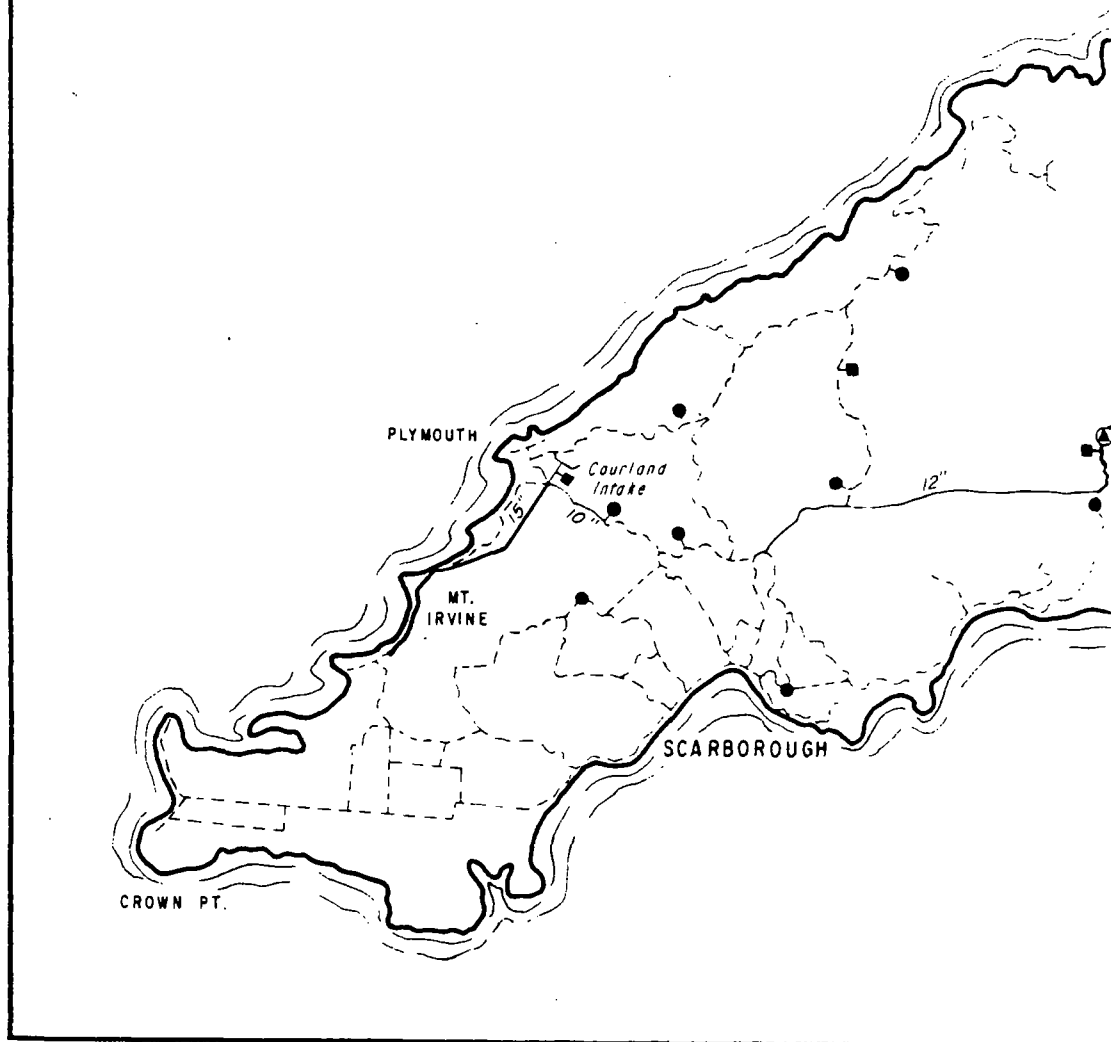 PLYMOUTH
Courland
Intake
12"
15"
10"
MT.
IRVINE
SCARBOROUGH
CROWN PT.